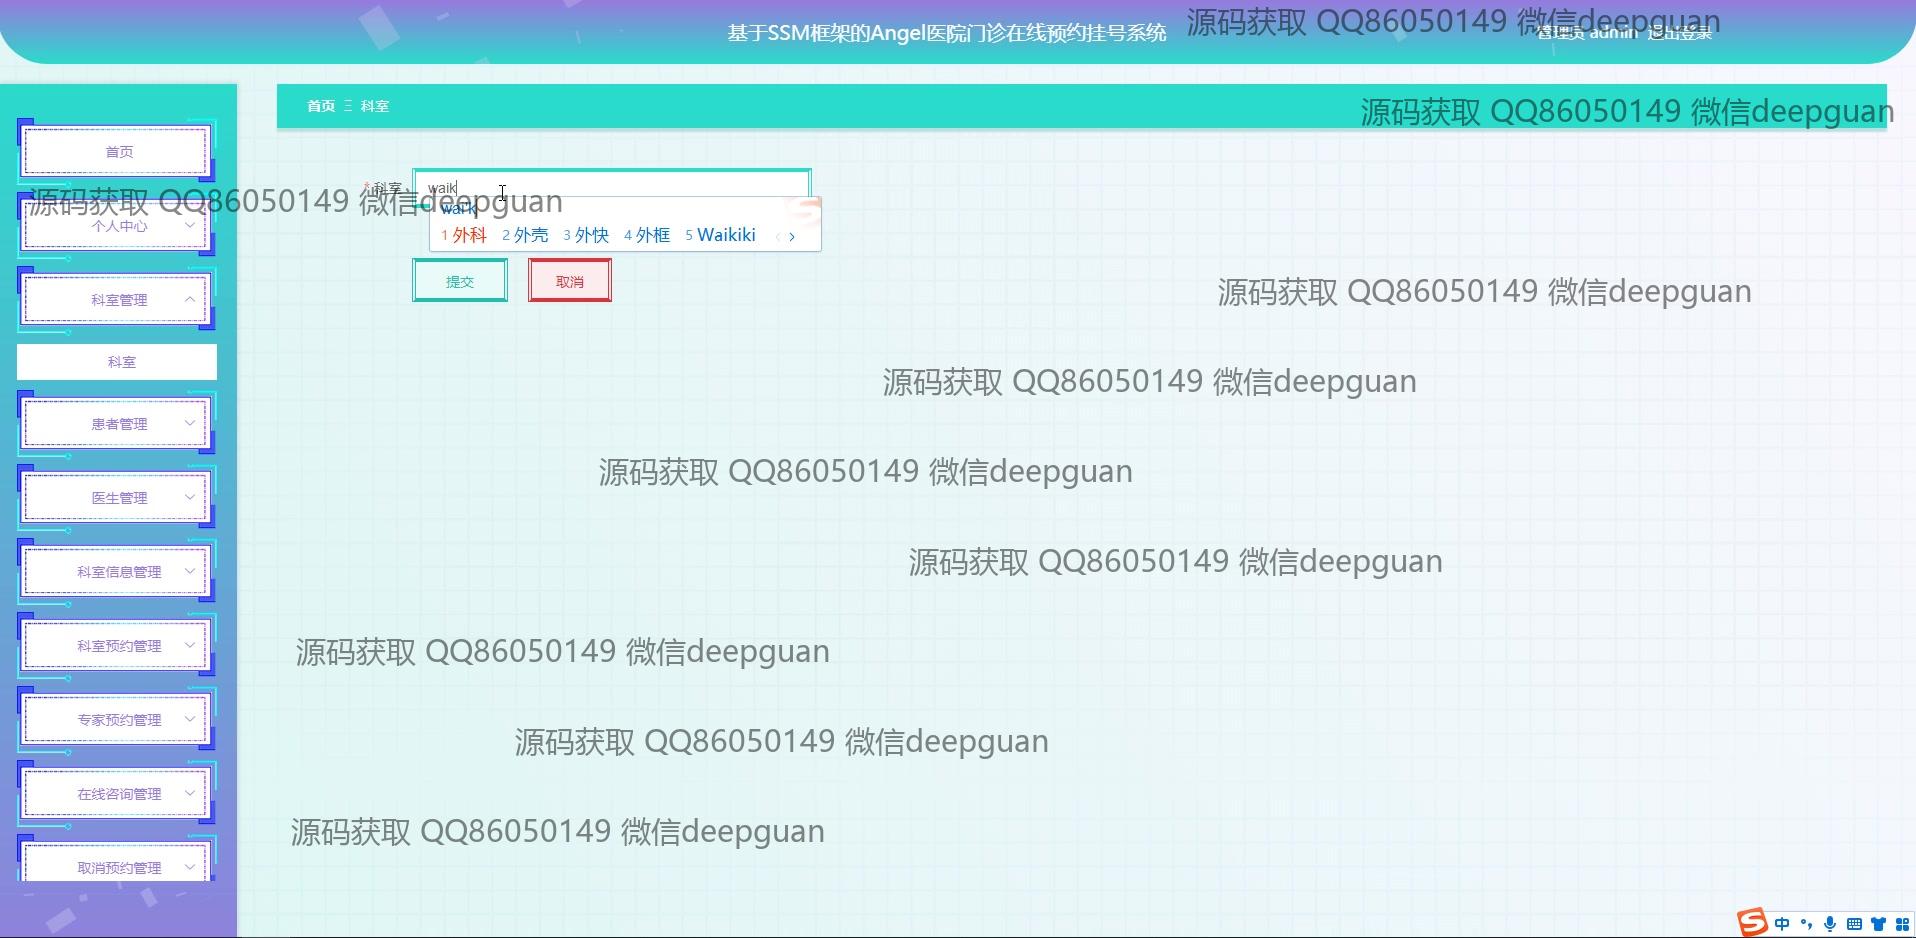 基于SSM框架的Angel医院门诊在线预约挂号系统
源码获取 QQ86050149 微信deepguan
管理员 admin 退出登录
首页 科室
源码获取 QQ86050149 微信deepguan
首页
* 科室
waik
源码获取 QQ86050149 微信deepguan
wai'k
个人中心
1 外科 2 外壳 3 外快 4 外框 5 Waikiki
提交 取消
源码获取 QQ86050149 微信deepguan
科室管理
科室
源码获取 QQ86050149 微信deepguan
患者管理
源码获取 QQ86050149 微信deepguan
医生管理
源码获取 QQ86050149 微信deepguan
科室信息管理
科室预约管理
源码获取 QQ86050149 微信deepguan
专家预约管理
源码获取 QQ86050149 微信deepguan
在线咨询管理
源码获取 QQ86050149 微信deepguan
取消预约管理
S 中